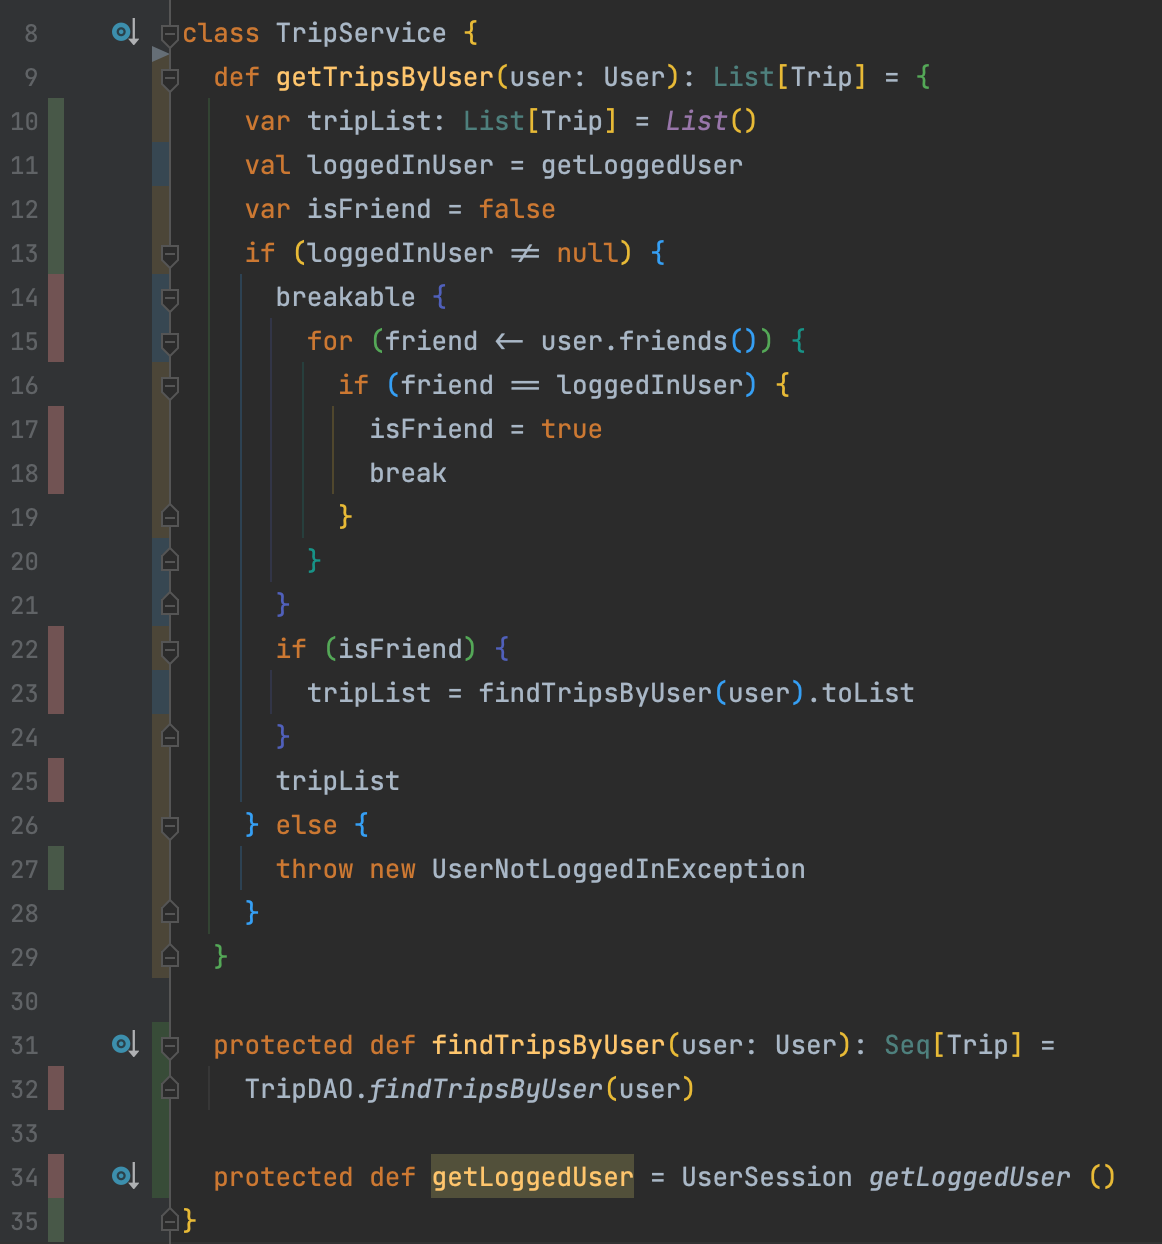 8 class TripService {
9 def getTripsByUser(user: User): List[Trip] = {
10 var tripList: List[Trip] = List()
11 val loggedInUser = getLoggedUser
12 var isFriend = false
13 if (loggedInUser != null) {
14 breakable {
15 for (friend <- user.friends()) {
16 if (friend == loggedInUser) {
17 isFriend = true
18 break
19 }
20 }
21 }
22 if (isFriend) {
23 tripList = findTripsByUser(user).toList
24 }
25 tripList
26 } else {
27 throw new UserNotLoggedInException
28 }
29 }
30
31 protected def findTripsByUser(user: User): Seq[Trip] =
32 TripDAO.findTripsByUser(user)
33
34 protected def getLoggedUser = UserSession getLoggedUser ()
35 }